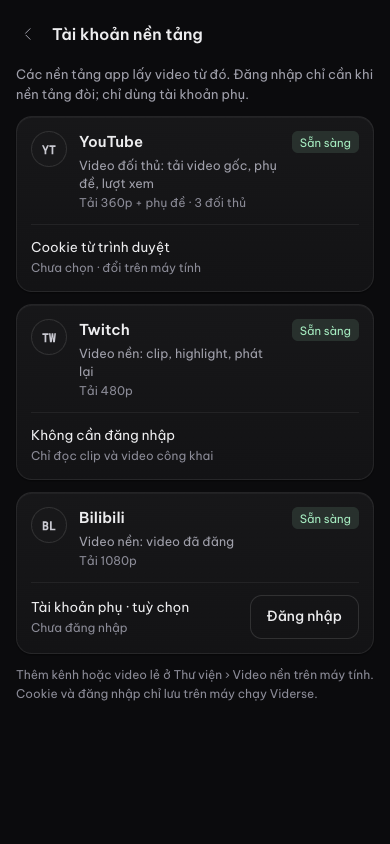 Tài khoản nền tảng
Các nền tảng app lấy video từ đó. Đăng nhập chỉ cần khi
nền tảng đòi; chỉ dùng tài khoản phụ.
YT
YouTube
Sẵn sàng
Video đối thủ: tải video gốc, phụ
đề, lượt xem
Tải 360p + phụ đề · 3 đối thủ
Cookie từ trình duyệt
Chưa chọn · đổi trên máy tính
TW
Twitch
Sẵn sàng
Video nền: clip, highlight, phát
lại
Tải 480p
Không cần đăng nhập
Chỉ đọc clip và video công khai
BL
Bilibili
Sẵn sàng
Video nền: video đã đăng
Tải 1080p
Tài khoản phụ · tuỳ chọn
Chưa đăng nhập
Đăng nhập
Thêm kênh hoặc video lẻ ở Thư viện › Video nền trên máy tính.
Cookie và đăng nhập chỉ lưu trên máy chạy Viderse.